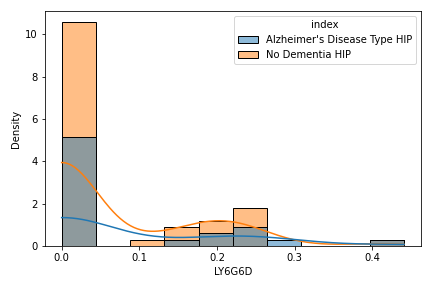 index
Alzheimer's Disease Type HIP
No Dementia HIP
10
8
6
4
2
0
Density
0.0 0.1 0.2 0.3 0.4
LY6G6D